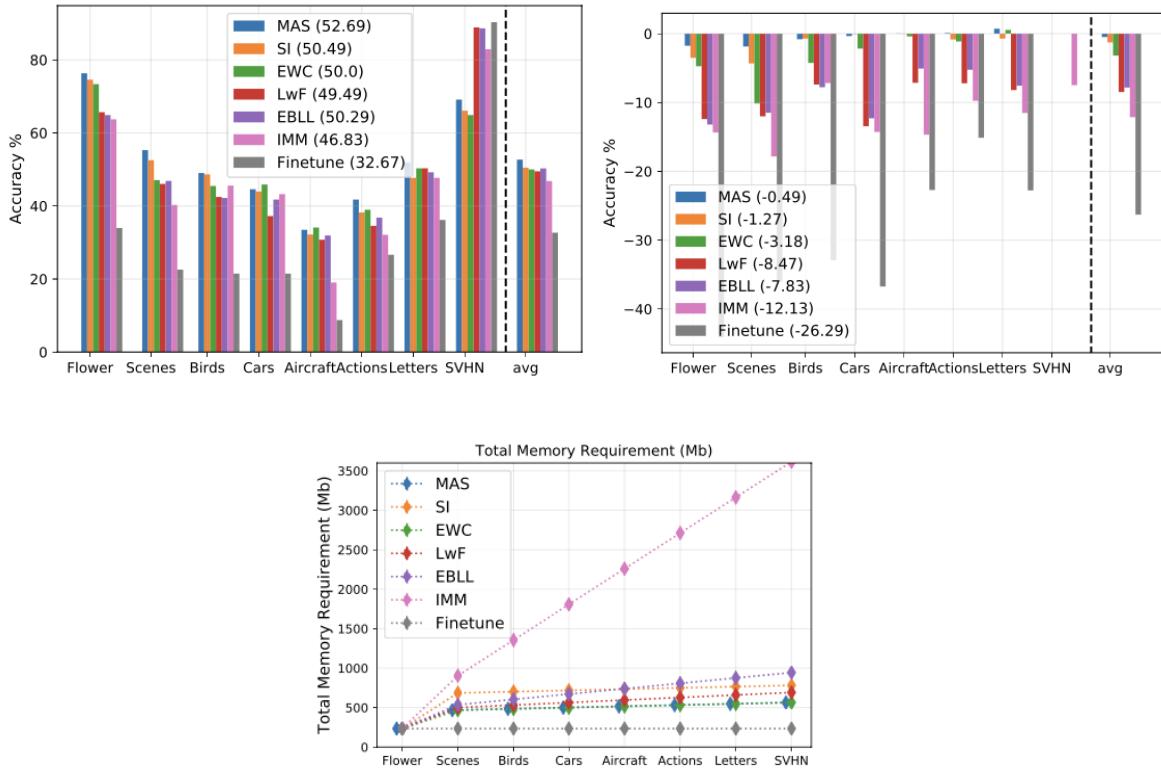 80
60
40
20
0
Accuracy %
MAS (52.69)
SI (50.49)
EWC (50.0)
LwF (49.49)
EBLL (50.29)
IMM (46.83)
Finetune (32.67)
Flower Scenes Birds Cars Aircraft Actions Letters SVHN avg
0
−10
−20
−30
−40
Accuracy %
MAS (-0.49)
SI (-1.27)
EWC (-3.18)
LwF (-8.47)
EBLL (-7.83)
IMM (-12.13)
Finetune (-26.29)
Flower Scenes Birds Cars Aircraft Actions Letters SVHN avg
Total Memory Requirement (Mb)
3500
3000
2500
2000
1500
1000
500
0
Total Memory Requirement (Mb)
MAS
SI
EWC
LwF
EBLL
IMM
Finetune
Flower Scenes Birds Cars Aircraft Actions Letters SVHN